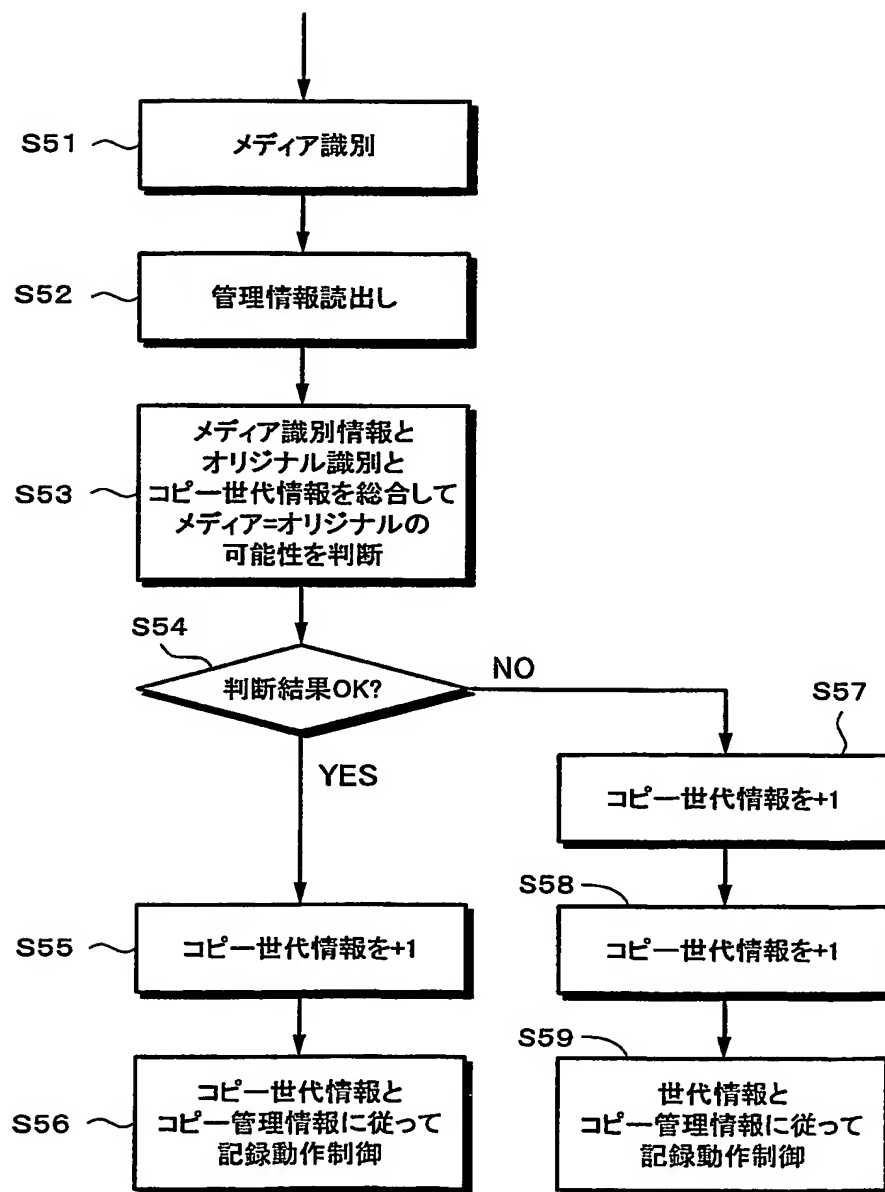 S51
メディア識別
S52
管理情報読出し
S53
メディア識別情報と
オリジナル識別と
コピー世代情報を総合して
メディア=オリジナルの
可能性を判断
S54
判断結果OK?
NO
YES
S57
コピー世代情報を+1
S58
コピー世代情報を+1
S59
世代情報と
コピー管理情報に従って
記録動作制御
S55
コピー世代情報を+1
S56
コピー世代情報と
コピー管理情報に従って
記録動作制御